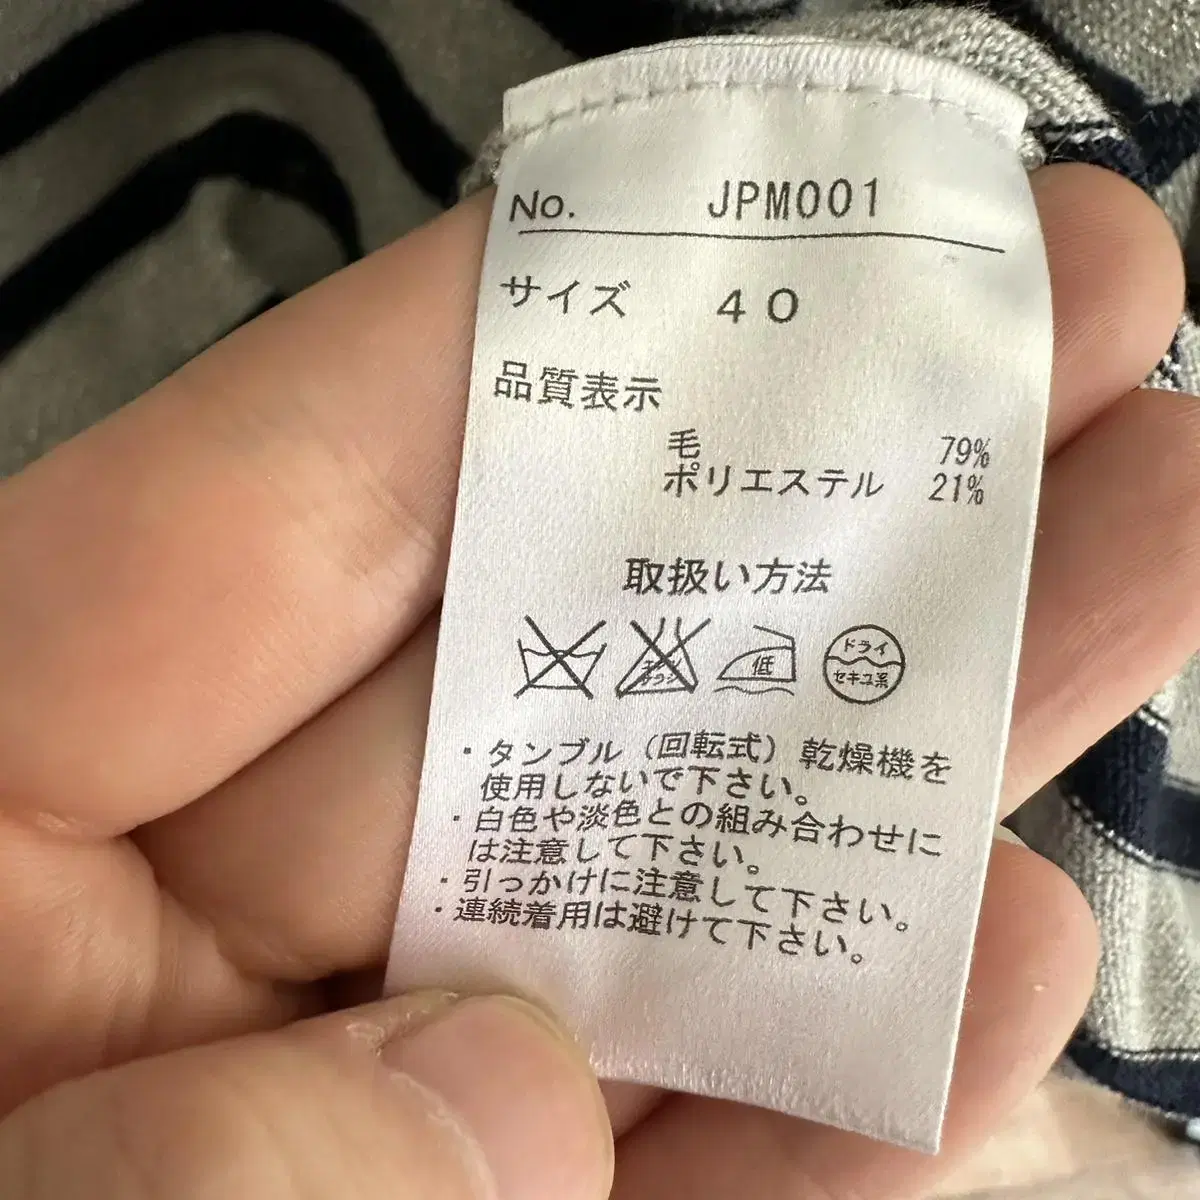 No. JPM001
サイズ 40
品質表示
毛 79%
ポリエステル 21%
取扱い方法
低 ドライ
セキユ系
・タンブル（回転式）乾燥機を
使用しないで下さい。
・白色や淡色との組み合わせに
は注意して下さい。
・引っかけに注意して下さい。
・連続着用は避けて下さい。